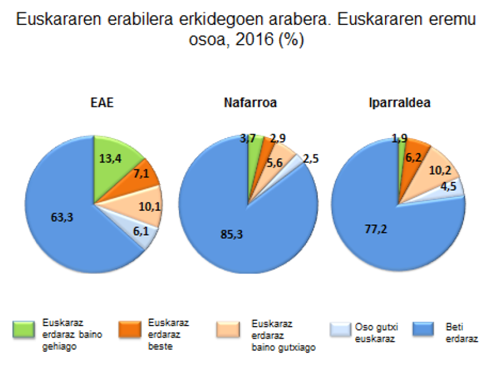 Euskararen erabilera erkidegoen arabera. Euskararen eremu
osoa, 2016 (%)
EAE
13,4
7,1
10,1
6,1
63,3
Nafarroa
3,7
2,9
5,6
2,5
85,3
Iparraldea
1,9
6,2
10,2
4,5
77,2
Euskaraz
erdaraz baino
gehiago
Euskaraz
erdaraz
beste
Euskaraz
erdaraz
baino gutxiago
Oso gutxi
euskaraz
Beti
erdaraz